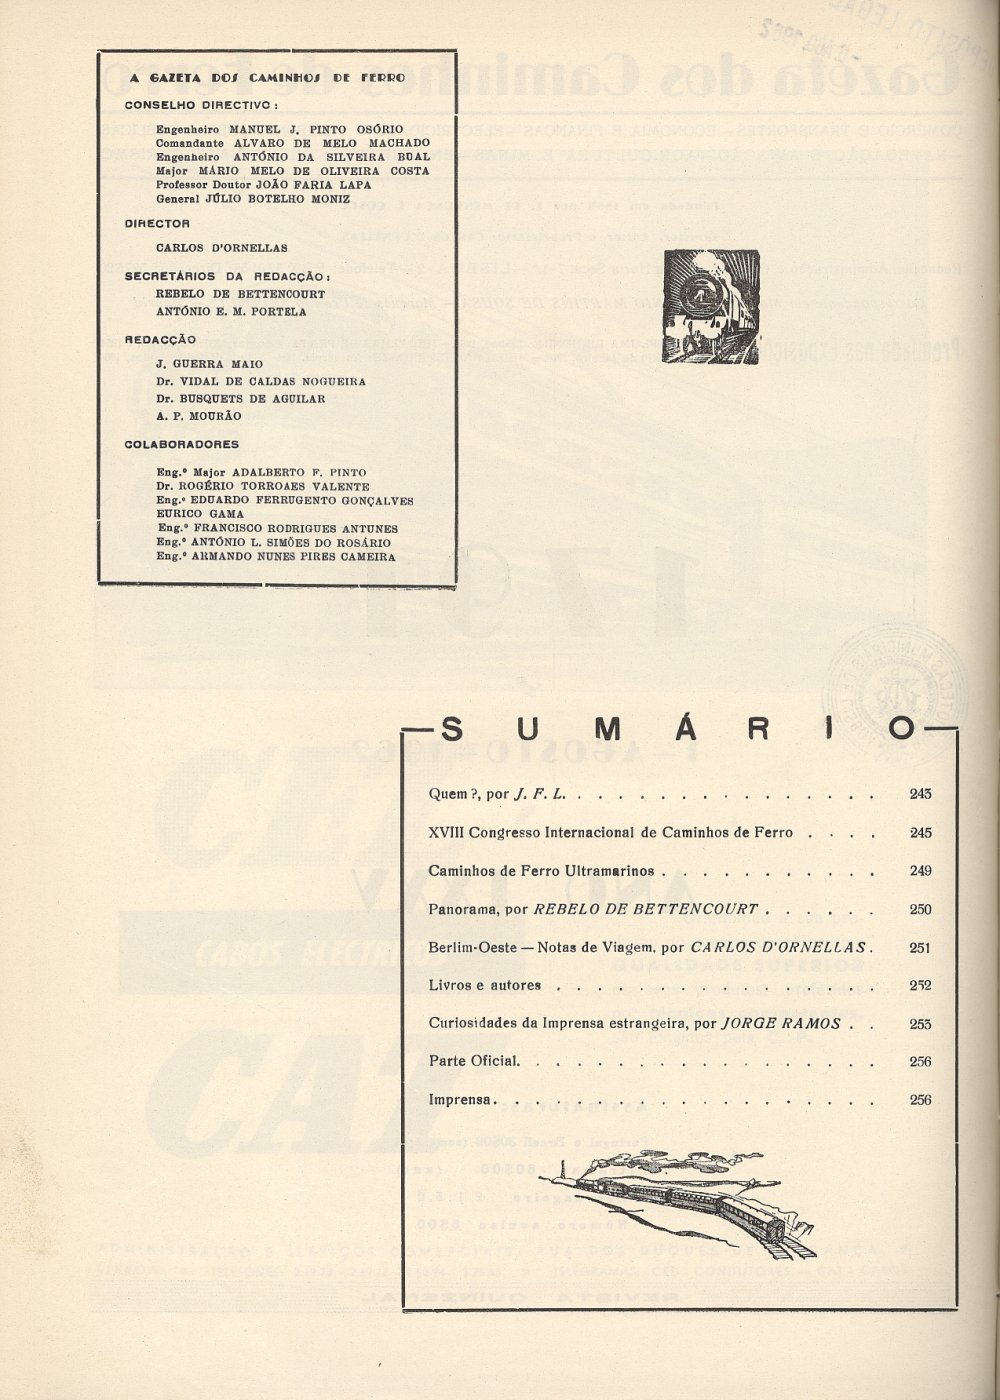 A GAZETA DOS CAMINHOS DE FERRO
CONSELHO DIRECTIVO :
Engenheiro MANUEL J. PINTO OSÓRIO
Comandante ALVARO DE MELO MACHADO
Engenheiro ANTÓNIO DA SILVEIRA BUAL
Major MÁRIO MELO DE OLIVEIRA COSTA
Professor Doutor JOÃO FARIA LAPA
General JÚLIO BOTELHO MONIZ
DIRECTOR
CARLOS D'ORNELLAS
SECRETÁRIOS DA REDACÇÃO :
REBELO DE BETTENCOURT
ANTÓNIO E. M. PORTELA
REDACÇÃO
J. GUERRA MAIO
Dr. VIDAL DE CALDAS NOGUEIRA
Dr. BUSQUETS DE AGUILAR
A. P. MOURÃO
COLABORADORES
Eng.º Major ADALBERTO F. PINTO
Dr. ROGÉRIO TORROAES VALENTE
Eng.º EDUARDO FERRUGENTO GONÇALVES
EURICO GAMA
Eng.º FRANCISCO RODRIGUES ANTUNES
Eng.º ANTÓNIO L. SIMÕES DO ROSÁRIO
Eng.º ARMANDO NUNES PIRES CAMEIRA
SUMÁRIO
Quem ?, por J. F. L. . . . . . . . . . . . . . . . . 243
XVIII Congresso Internacional de Caminhos de Ferro . . . . 245
Caminhos de Ferro Ultramarinos . . . . . . . . . . . 249
Panorama, por REBELO DE BETTENCOURT . . . . . . 250
Berlim-Oeste — Notas de Viagem, por CARLOS D'ORNELLAS . 251
Livros e autores . . . . . . . . . . . . . . . . 252
Curiosidades da Imprensa estrangeira, por JORGE RAMOS . . 253
Parte Oficial. . . . . . . . . . . . . . . . . . 256
Imprensa . . . . . . . . . . . . . . . . . . . 256